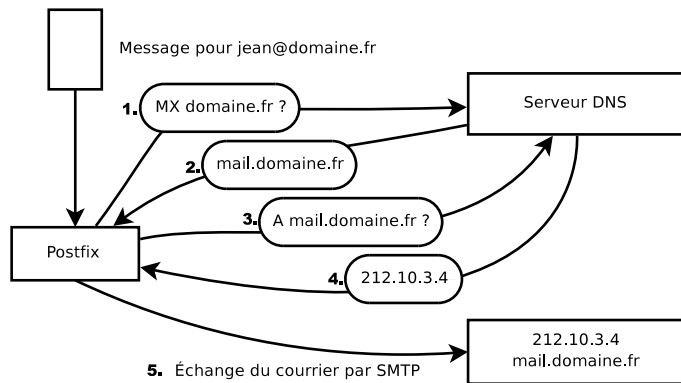 Message pour jean@domaine.fr
1. MX domaine.fr ?
Serveur DNS
2. mail.domaine.fr
3. A mail.domaine.fr ?
Postfix
4. 212.10.3.4
212.10.3.4
mail.domaine.fr
5. Échange du courrier par SMTP